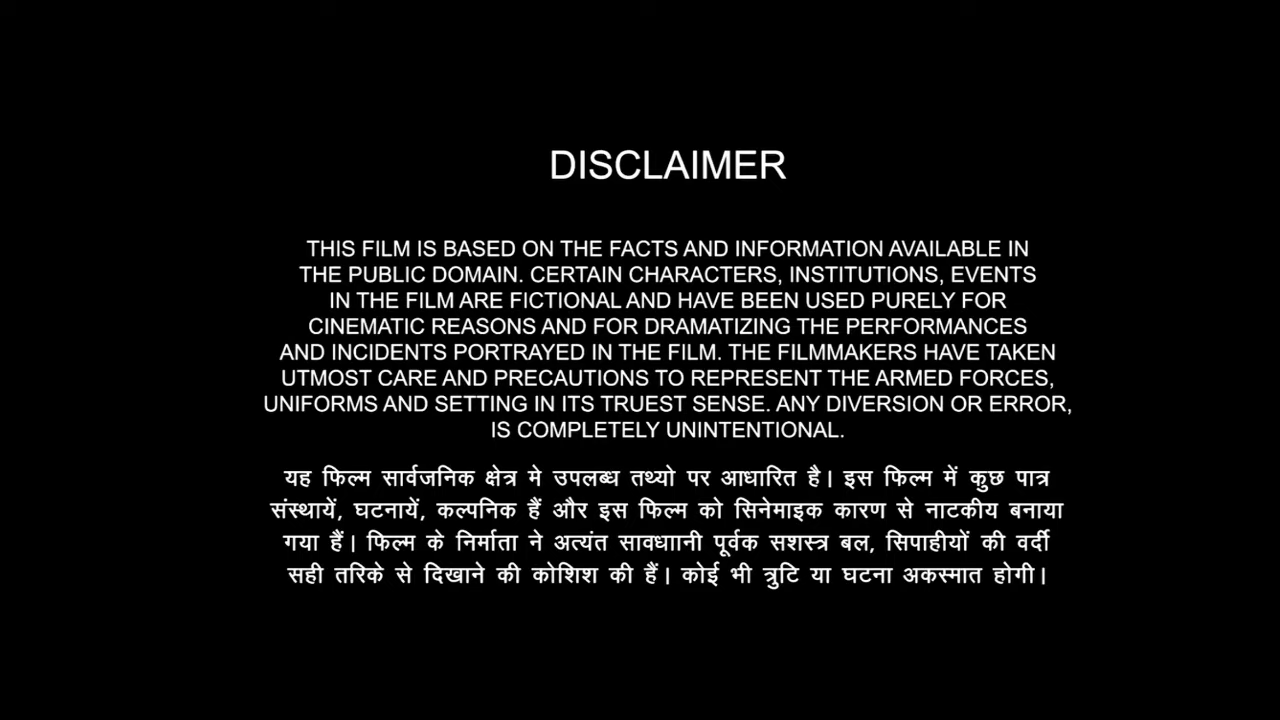 DISCLAIMER
THIS FILM IS BASED ON THE FACTS AND INFORMATION AVAILABLE IN
THE PUBLIC DOMAIN. CERTAIN CHARACTERS, INSTITUTIONS, EVENTS
IN THE FILM ARE FICTIONAL AND HAVE BEEN USED PURELY FOR
CINEMATIC REASONS AND FOR DRAMATIZING THE PERFORMANCES
AND INCIDENTS PORTRAYED IN THE FILM. THE FILMMAKERS HAVE TAKEN
UTMOST CARE AND PRECAUTIONS TO REPRESENT THE ARMED FORCES,
UNIFORMS AND SETTING IN ITS TRUEST SENSE. ANY DIVERSION OR ERROR,
IS COMPLETELY UNINTENTIONAL.
यह फिल्म सार्वजनिक क्षेत्र मे उपलब्ध तथ्यो पर आधारित है। इस फिल्म में कुछ पात्र
संस्थायें, घटनायें, कल्पनिक हैं और इस फिल्म को सिनेमाइक कारण से नाटकीय बनाया
गया हैं। फिल्म के निर्माता ने अत्यंत सावधाानी पूर्वक सशस्त्र बल, सिपाहीयों की वर्दी
सही तरिके से दिखाने की कोशिश की हैं। कोई भी त्रुटि या घटना अकस्मात होगी।